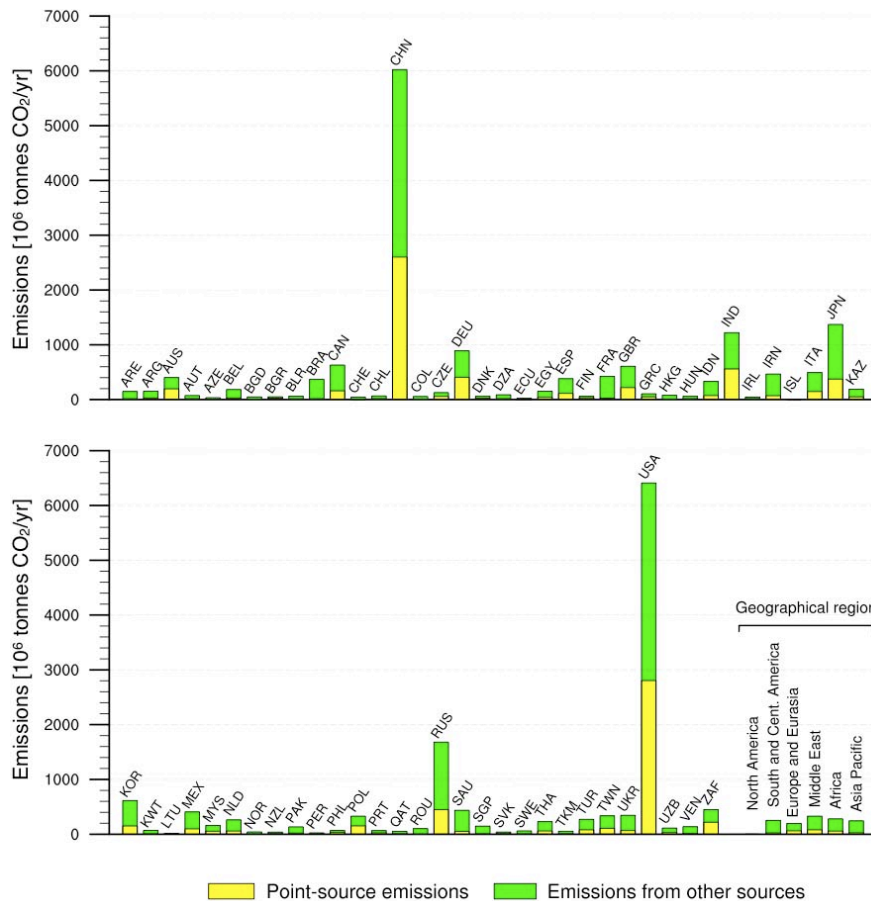 Emissions [10⁶ tonnes CO₂/yr]
7000
6000
5000
4000
3000
2000
1000
0
ARE
ARG
AUS
AUT
AZE
BEL
BGD
BGR
BLR
BRA
CAN
CHE
CHL
CHN
COL
CZE
DEU
DNK
DZA
ECU
EGY
ESP
FIN
FRA
GBR
GRC
HKG
HUN
IDN
IND
IRL
IRN
ISL
ITA
JPN
KAZ
Emissions [10⁶ tonnes CO₂/yr]
7000
6000
5000
4000
3000
2000
1000
0
KOR
KWT
LTU
MEX
MYS
NLD
NOR
NZL
PAK
PER
PHL
POL
PRT
QAT
ROU
RUS
SAU
SGP
SVK
SWE
THA
TKM
TUR
TWN
UKR
USA
UZB
VEN
ZAF
Geographical region
North America
South and Cent. America
Europe and Eurasia
Middle East
Africa
Asia Pacific
Point-source emissions
Emissions from other sources